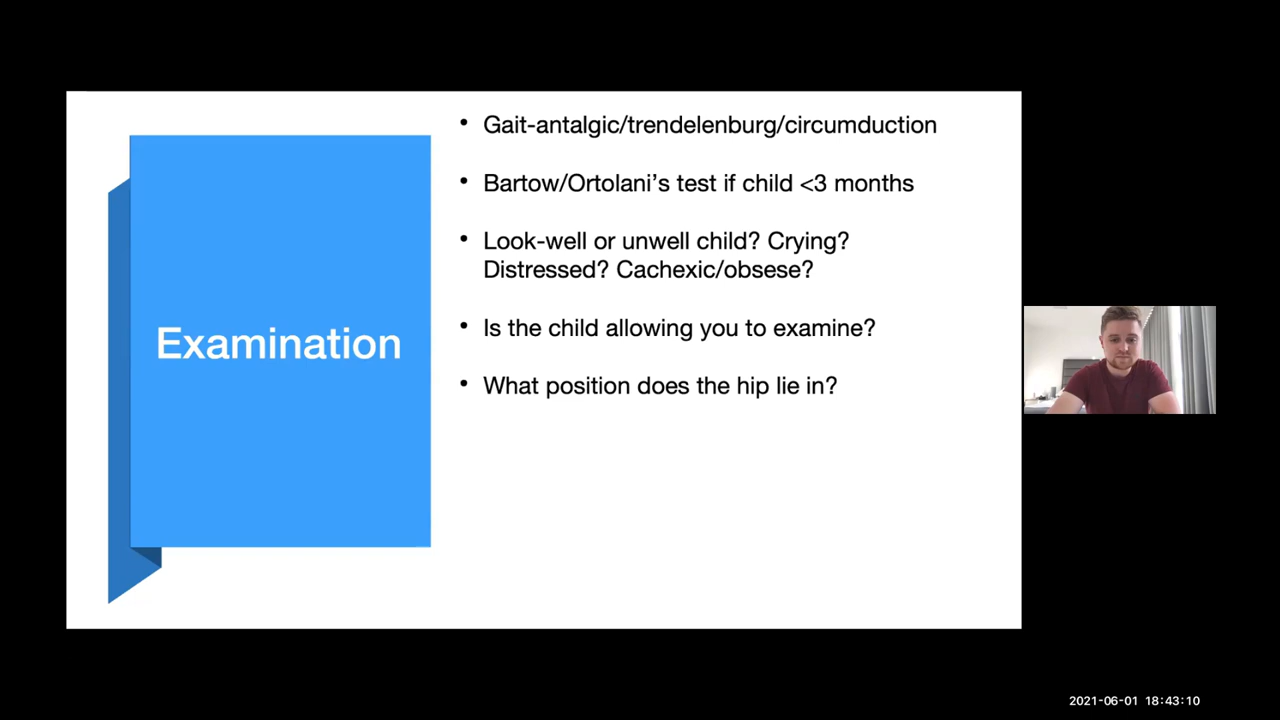 Examination
• Gait-antalgic/trendelenburg/circumduction
• Bartow/Ortolani’s test if child <3 months
• Look-well or unwell child? Crying?
Distressed? Cachexic/obsese?
• Is the child allowing you to examine?
• What position does the hip lie in?
2021-06-01 18:43:10